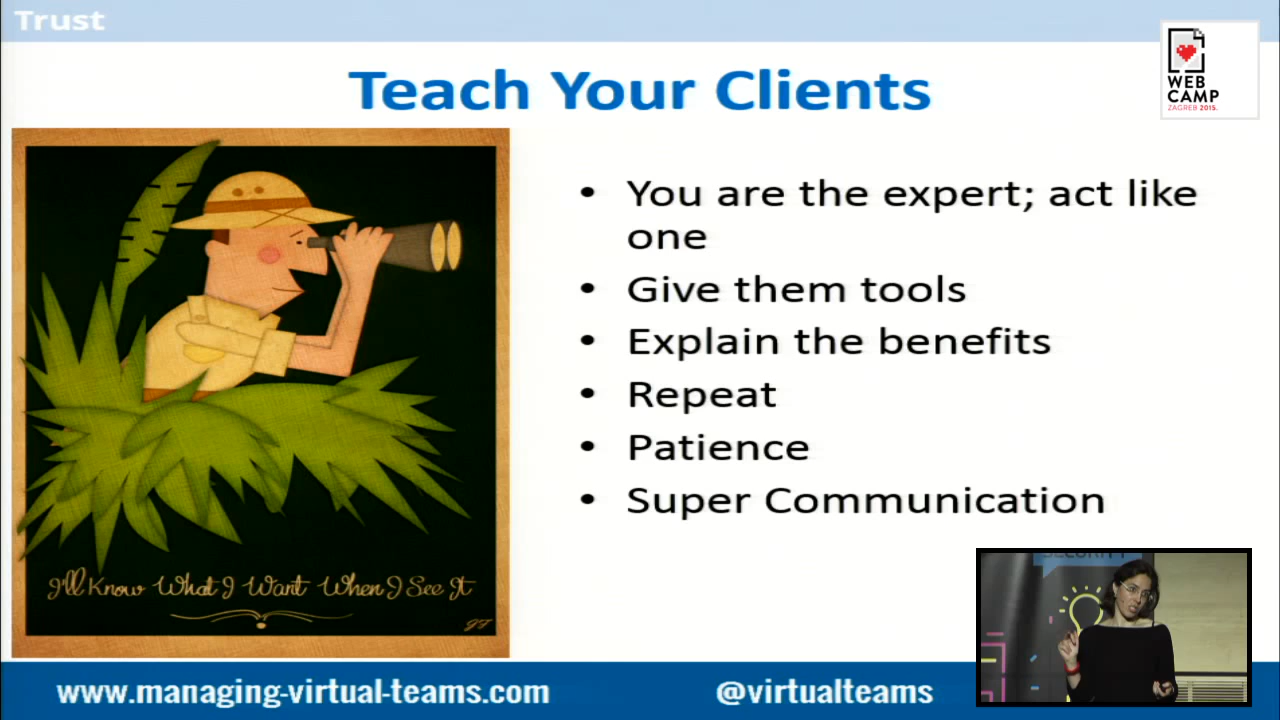 Trust
WEB
CAMP
ZAGREB 2015.
Teach Your Clients
• You are the expert; act like
one
• Give them tools
• Explain the benefits
• Repeat
• Patience
• Super Communication
I'll Know What I Want When I See It
JF
SECURITY
www.managing-virtual-teams.com
@virtualteams